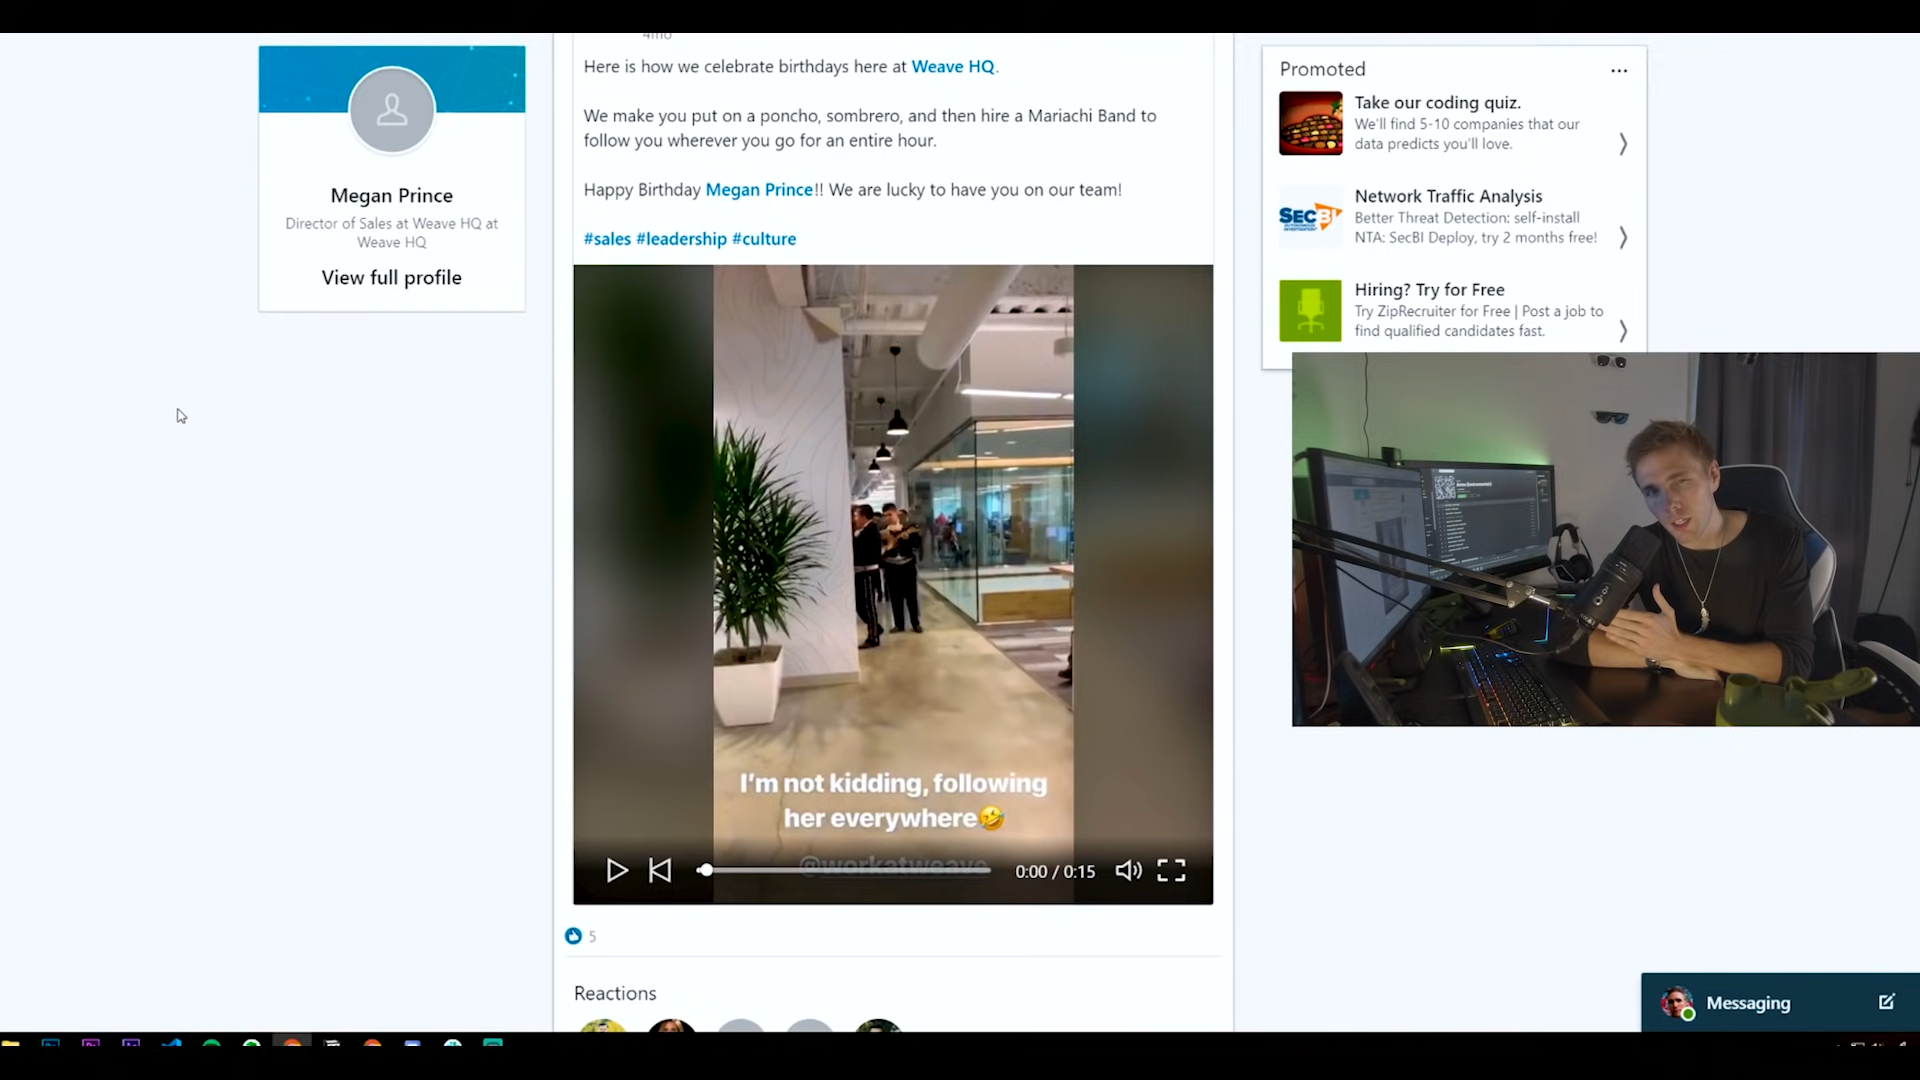 4mo
Here is how we celebrate birthdays here at Weave HQ.
We make you put on a poncho, sombrero, and then hire a Mariachi Band to
follow you wherever you go for an entire hour.
Happy Birthday Megan Prince!! We are lucky to have you on our team!
#sales #leadership #culture
Megan Prince
Director of Sales at Weave HQ at
Weave HQ
View full profile
I'm not kidding, following
her everywhere🤣
@workatweave
0:00 / 0:15
5
Reactions
Promoted
Take our coding quiz.
We'll find 5-10 companies that our
data predicts you'll love.
SECBI
Network Traffic Analysis
Better Threat Detection: self-install
NTA: SecBI Deploy, try 2 months free!
Hiring? Try for Free
Try ZipRecruiter for Free | Post a job to
find qualified candidates fast.
Messaging